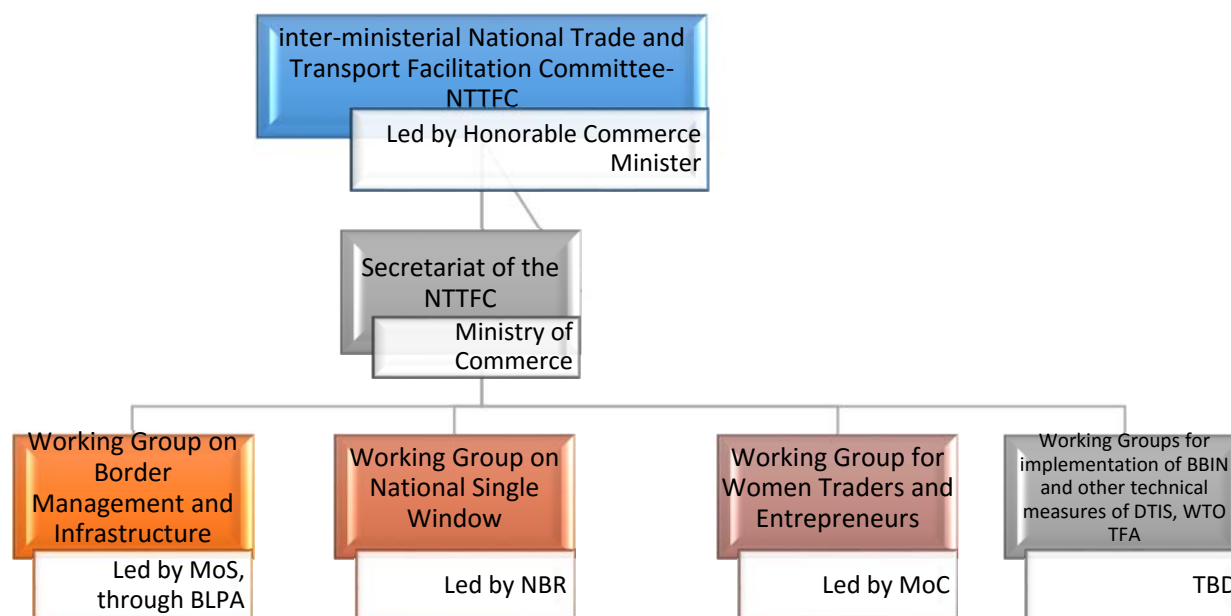 inter-ministerial National Trade and
Transport Facilitation Committee-
NTTFC
Led by Honorable Commerce
Minister
Secretariat of the
NTTFC
Ministry of
Commerce
Working Group on
Border
Management and
Infrastructure
Led by MoS,
through BLPA
Working Group on
National Single
Window
Led by NBR
Working Group for
Women Traders and
Entrepreneurs
Led by MoC
Working Groups for
implementation of BBIN
and other technical
measures of DTIS, WTO
TFA
TBD